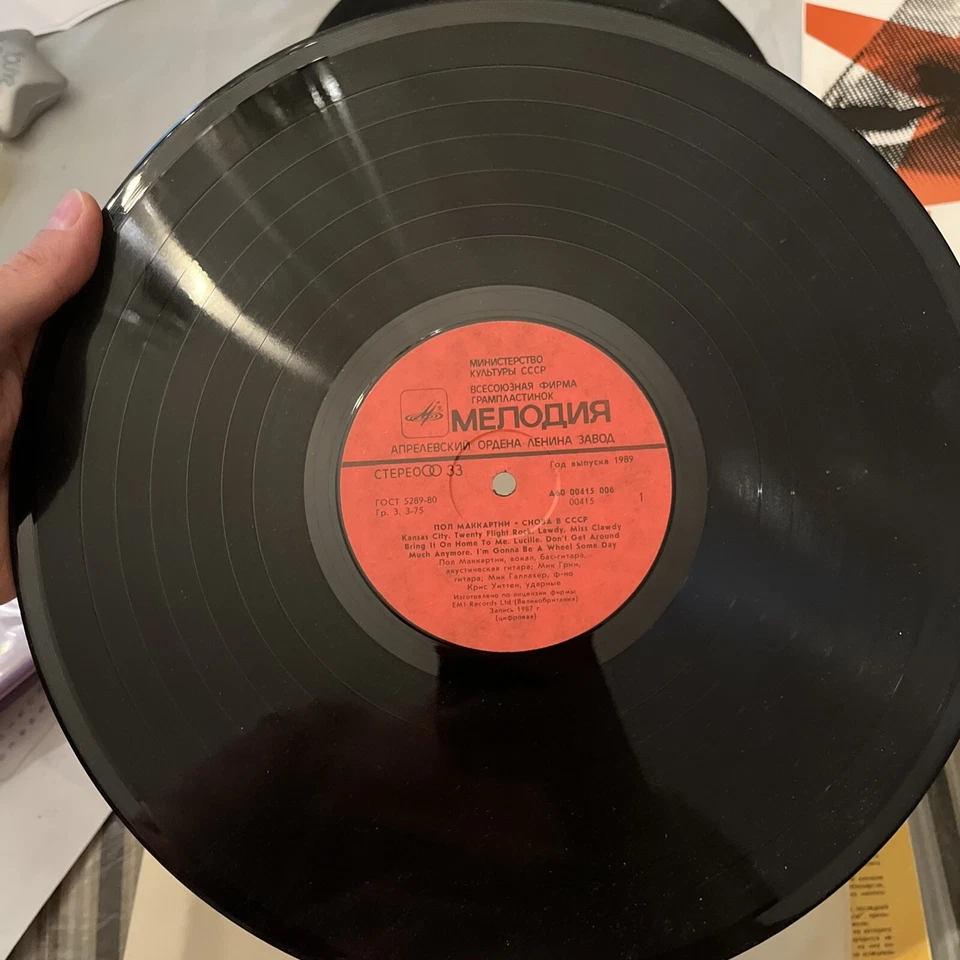 МИНИСТЕРСТВО
КУЛЬТУРЫ СССР
ВСЕСОЮЗНАЯ ФИРМА
ГРАМПЛАСТИНОК
МЕЛОДИЯ
АПРЕЛЕВСКИЙ ОРДЕНА ЛЕНИНА ЗАВОД
СТЕРЕО 33
Год выпуска 1989
ГОСТ 5289-80
Гр. 3, 3-75
А60 00415 006
00415
1
ПОЛ МАККАРТНИ • СНОВА В СССР
Kansas City. Twenty Flight Rock. Lawdy, Miss Clawdy
Bring It On Home To Me. Lucille. Don't Get Around
Much Anymore. I'm Gonna Be A Wheel Some Day
Пол Маккартни, вокал, бас-гитара,
акустическая гитара; Мик Грин,
гитара; Мик Галлахер, ф-но
Крис Уиттен, ударные
Изготовлено по лицензии фирмы
EMI Records Ltd (Великобритания)
Запись 1987 г.
(цифровая)